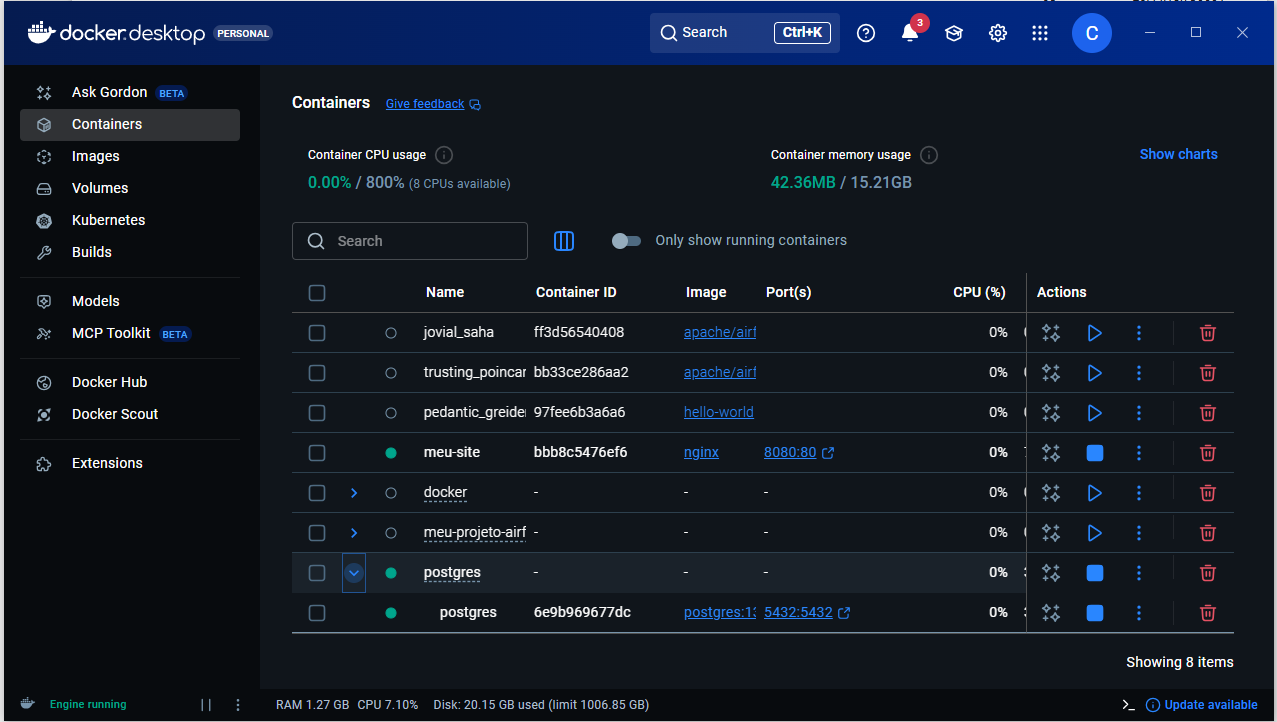 docker.desktop PERSONAL Search Ctrl+K 3 C
Ask Gordon BETA
Containers
Images
Volumes
Kubernetes
Builds
Models
MCP Toolkit BETA
Docker Hub
Docker Scout
Extensions
Containers Give feedback
Container CPU usage
0.00% / 800% (8 CPUs available)
Container memory usage
42.36MB / 15.21GB
Show charts
Search
Only show running containers
Name Container ID Image Port(s) CPU (%) Actions
jovial_saha ff3d56540408 apache/airf 0%
trusting_poincar bb33ce286aa2 apache/airf 0%
pedantic_greider 97fee6b3a6a6 hello-world 0%
meu-site bbb8c5476ef6 nginx 8080:80 0%
docker - - - 0%
meu-projeto-airf - - - 0%
postgres - - - 0%
postgres 6e9b969677dc postgres:13 5432:5432 0%
Showing 8 items
Engine running RAM 1.27 GB CPU 7.10% Disk: 20.15 GB used (limit 1006.85 GB) >_ Update available